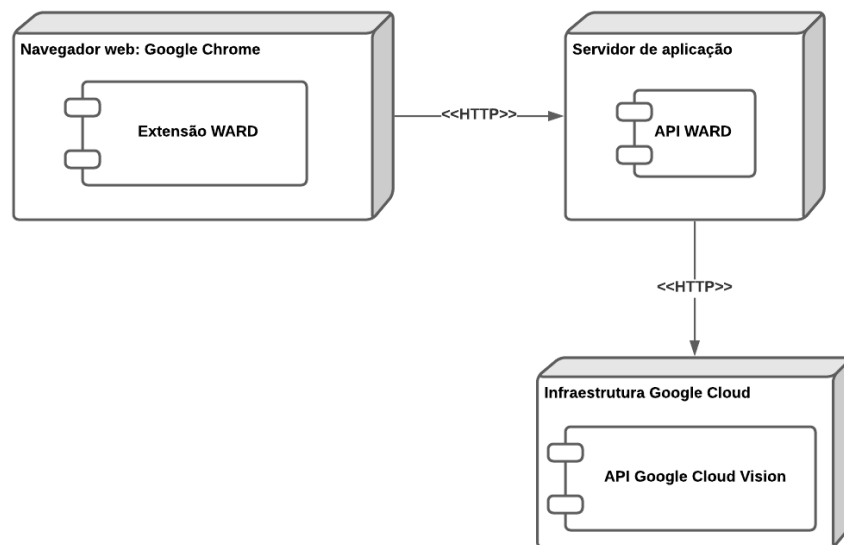 Navegador web: Google Chrome
Extensão WARD
<<HTTP>>
Servidor de aplicação
API WARD
<<HTTP>>
Infraestrutura Google Cloud
API Google Cloud Vision